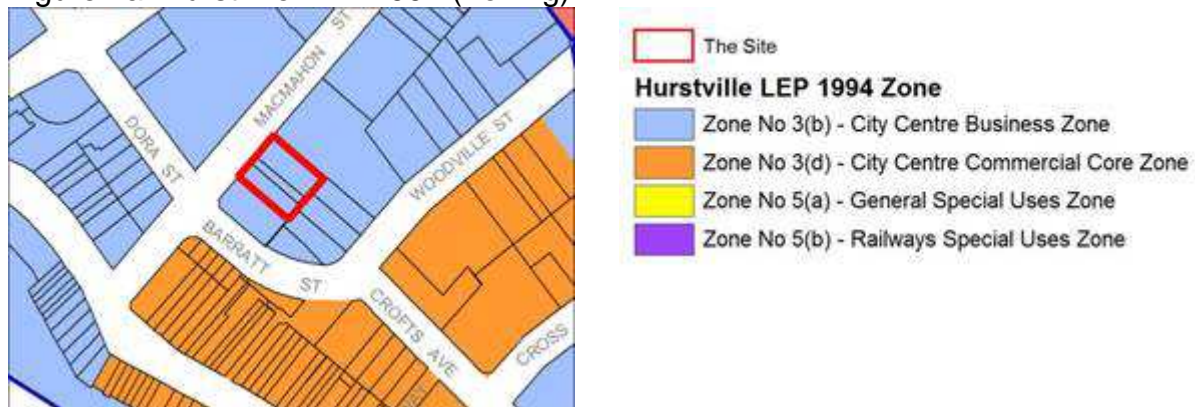 MACMAHON ST
DORA ST
WOODVILLE ST
BARRATT ST
CROFTS AVE
CROSS
The Site
Hurstville LEP 1994 Zone
Zone No 3(b) - City Centre Business Zone
Zone No 3(d) - City Centre Commercial Core Zone
Zone No 5(a) - General Special Uses Zone
Zone No 5(b) - Railways Special Uses Zone